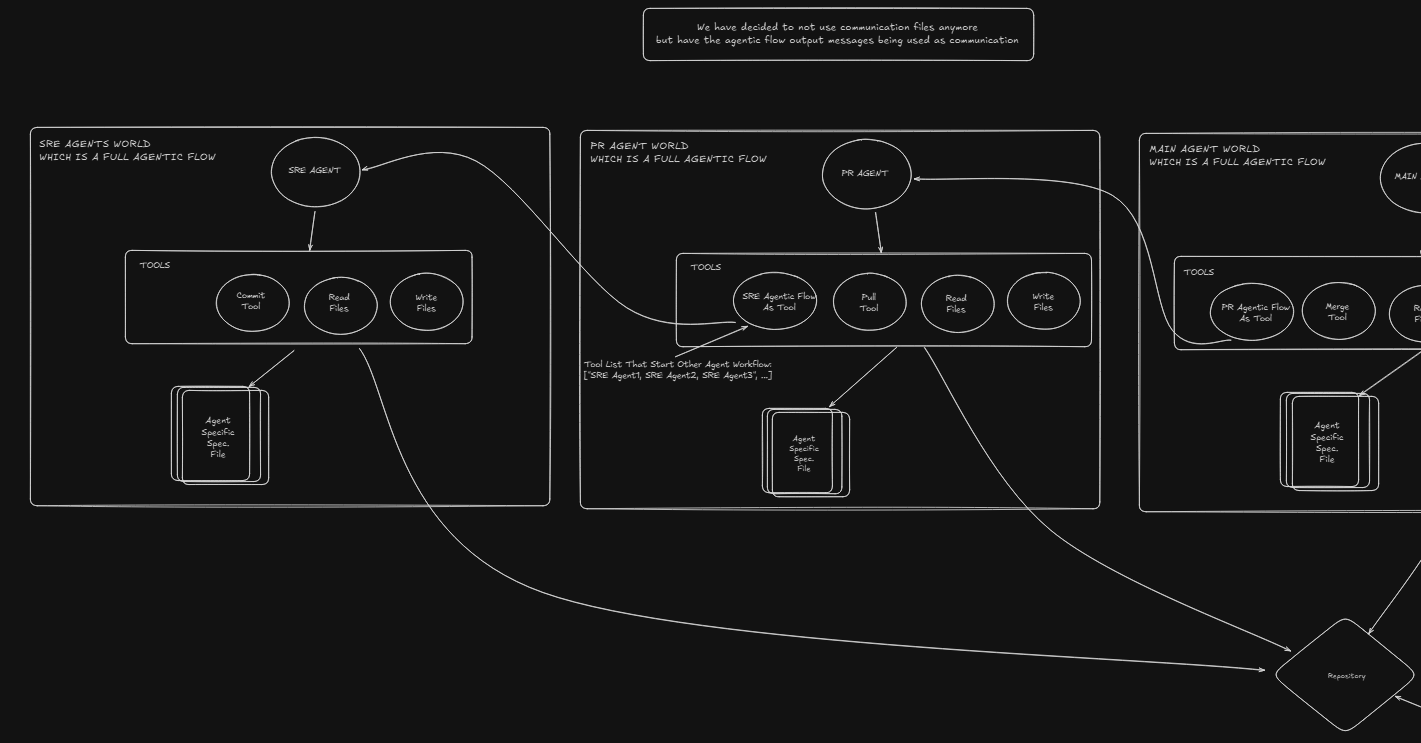 We have decided to not use communication files anymore
but have the agentic flow output messages being used as communication
SRE AGENTS WORLD
WHICH IS A FULL AGENTIC FLOW
SRE AGENT
TOOLS
Commit
Tool
Read
Files
Write
Files
Agent
Specific
Spec.
File
PR AGENT WORLD
WHICH IS A FULL AGENTIC FLOW
PR AGENT
TOOLS
SRE Agentic Flow
As Tool
Pull
Tool
Read
Files
Write
Files
Tool List That Start Other Agent Workflow:
["SRE Agent1, SRE Agent2, SRE Agent3", ...]
Agent
Specific
Spec.
File
MAIN AGENT WORLD
WHICH IS A FULL AGENTIC FLOW
MAIN
TOOLS
PR Agentic Flow
As Tool
Merge
Tool
Agent
Specific
Spec.
File
Repository